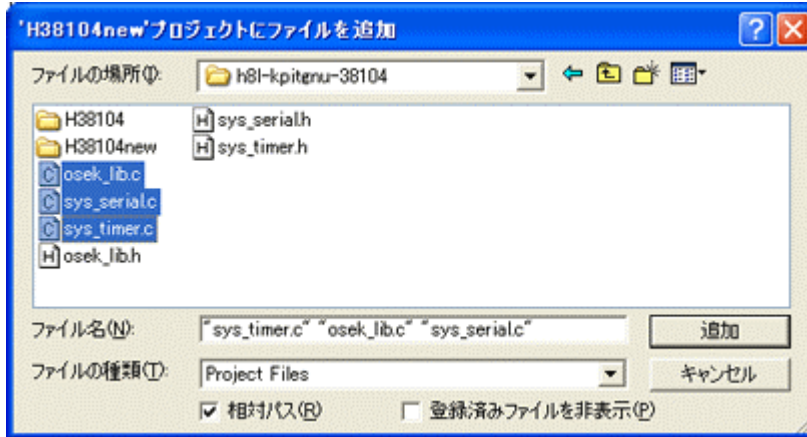 'H38104new'プロジェクトにファイルを追加
ファイルの場所(I):
h8l-kpitgnu-38104
H38104
H38104new
osek_lib.c
sys_serial.c
sys_timer.c
osek_lib.h
sys_serial.h
sys_timer.h
ファイル名(N):
"sys_timer.c" "osek_lib.c" "sys_serial.c"
追加
ファイルの種類(T):
Project Files
キャンセル
相対パス(R)
登録済みファイルを非表示(P)